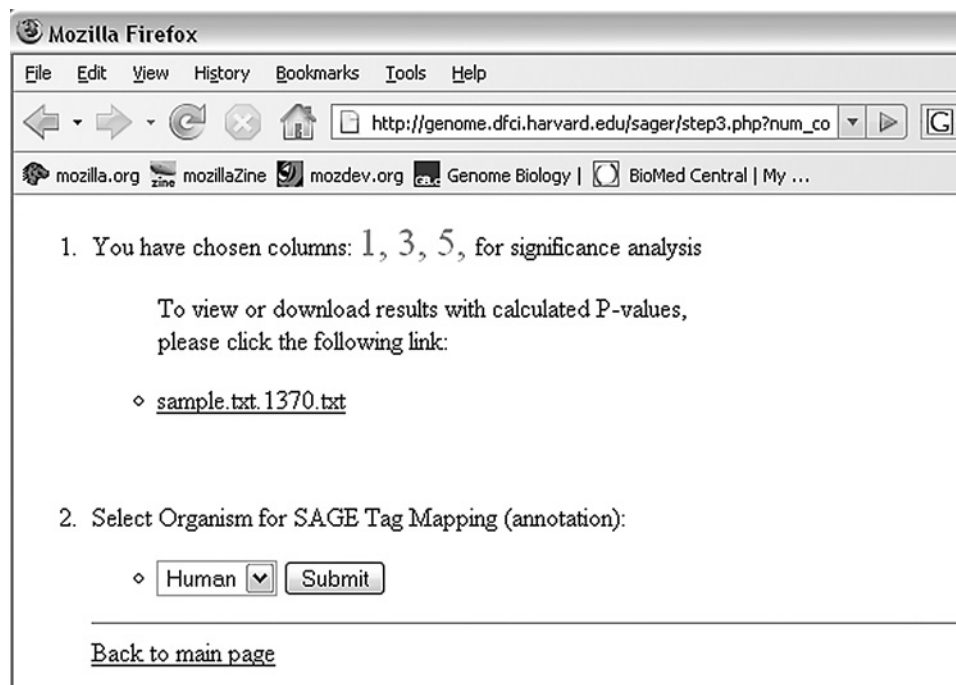 Mozilla Firefox
File Edit View History Bookmarks Tools Help
http://genome.dfci.harvard.edu/sager/step3.php?num_co G
mozilla.org zine mozillaZine mozdev.org Genome Biology | BioMed Central | My ...
1. You have chosen columns: 1, 3, 5, for significance analysis
To view or download results with calculated P-values,
please click the following link:
sample.txt.1370.txt
2. Select Organism for SAGE Tag Mapping (annotation):
Human Submit
Back to main page